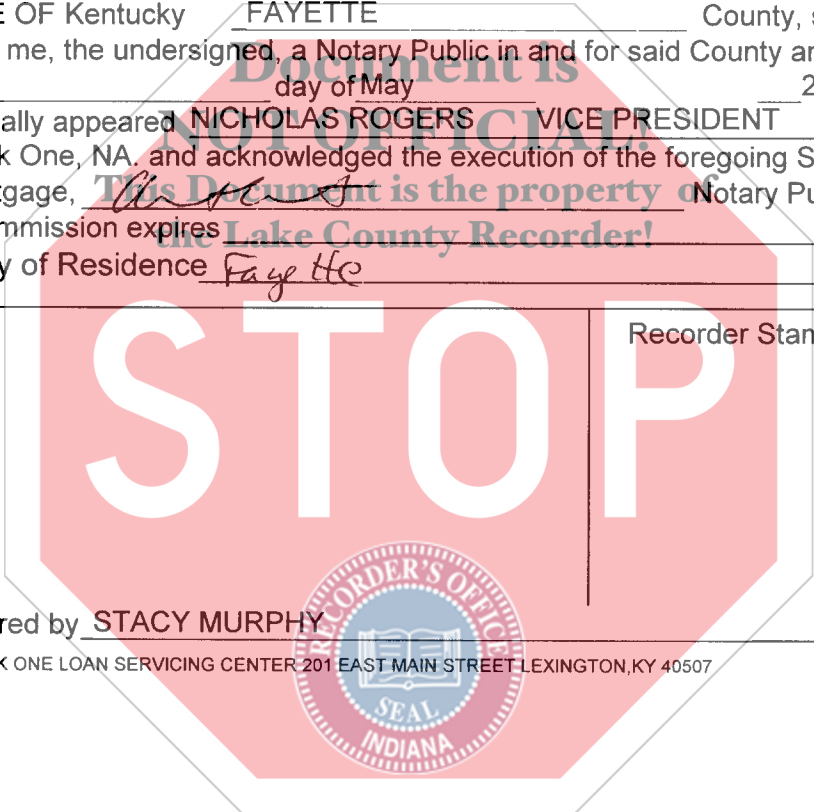 E OF Kentucky FAYETTE County, s
me, the undersigned, a Notary Public in and for said County ar
Document is
day of May 2
NOT OFFICIAL!
ally appeared NICHOLAS ROGERS VICE PRESIDENT
k One, NA. and acknowledged the execution of the foregoing S
This Document is the property of
tgage, Notary Pu
mmission expires
the Lake County Recorder!
y of Residence Fayette
Recorder Stan
STOP
RECORDER'S OFFICE
SEAL
INDIANA
red by STACY MURPHY
K ONE LOAN SERVICING CENTER 201 EAST MAIN STREET LEXINGTON,KY 40507